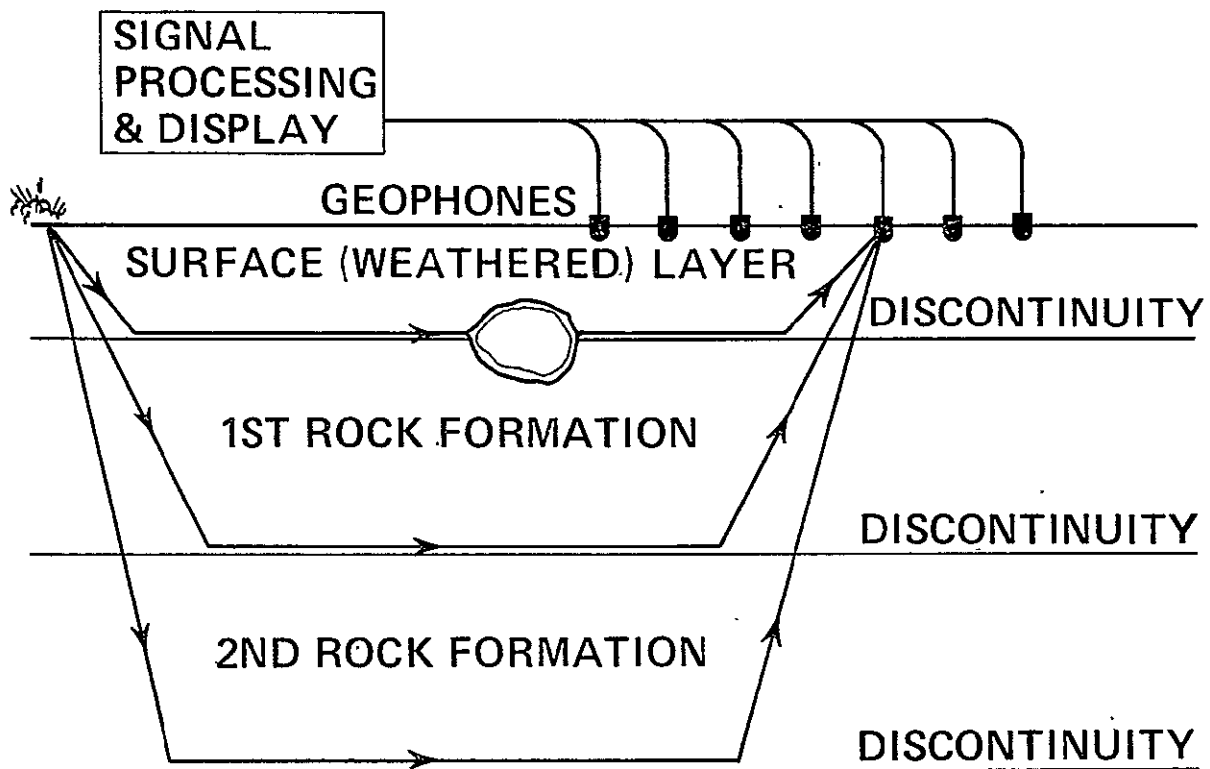 SIGNAL
PROCESSING
& DISPLAY
GEOPHONES
SURFACE (WEATHERED) LAYER
DISCONTINUITY
1ST ROCK FORMATION
DISCONTINUITY
2ND ROCK FORMATION
DISCONTINUITY